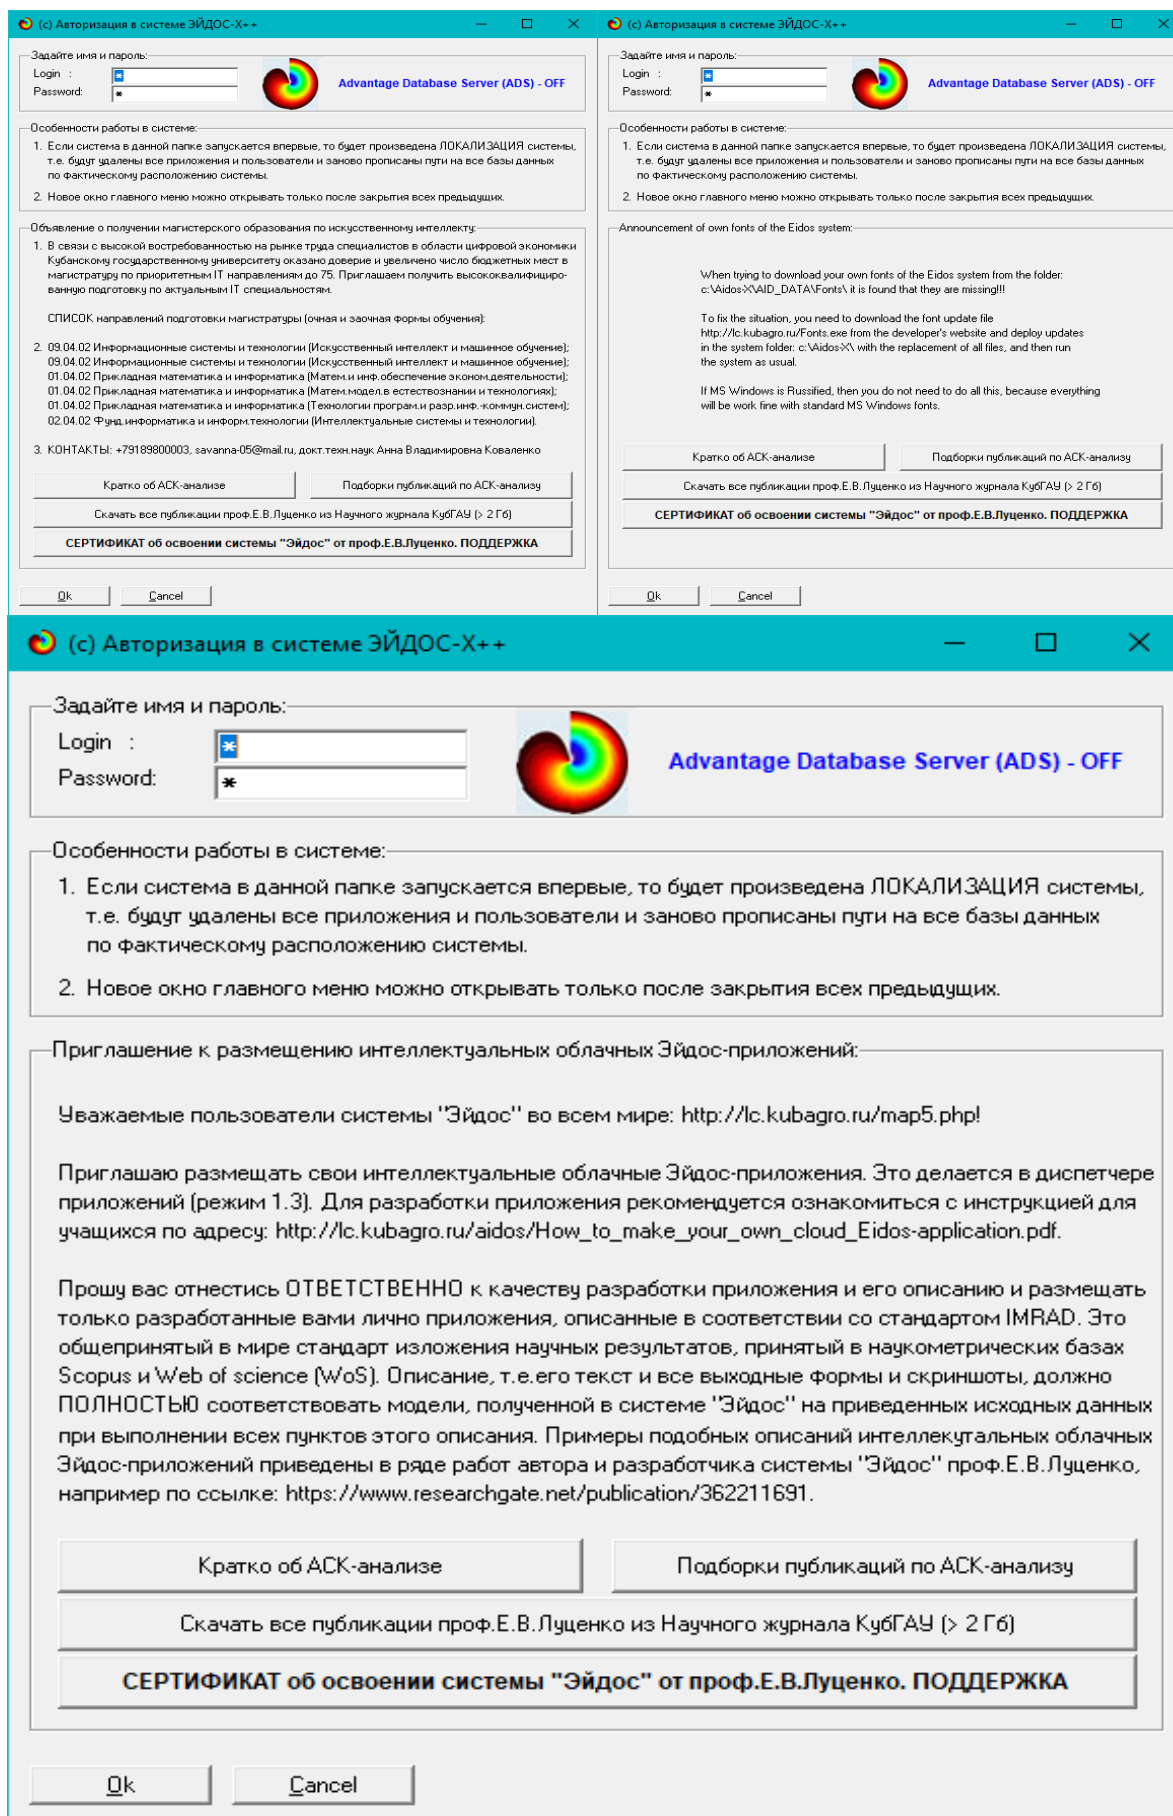 (c) Авторизация в системе ЭЙДОС-X++
Задайте имя и пароль:
Login :
*
Password:
*
Advantage Database Server (ADS) - OFF
Особенности работы в системе:
1. Если система в данной папке запускается впервые, то будет произведена ЛОКАЛИЗАЦИЯ системы,
т.е. будут удалены все приложения и пользователи и заново прописаны пути на все базы данных
по фактическому расположению системы.
2. Новое окно главного меню можно открывать только после закрытия всех предыдущих.
Объявление о получении магистерского образования по искусственному интеллекту:
1. В связи с высокой востребованностью на рынке труда специалистов в области цифровой экономики
Кубанскому государственному университету оказано доверие и увеличено число бюджетных мест в
магистратуру по приоритетным IT направлениям до 75. Приглашаем получить высококвалифициро-
ванную подготовку по актуальным IT специальностям.
СПИСОК направлений подготовки магистратуры (очная и заочная формы обучения):
2. 09.04.02 Информационные системы и технологии (Искусственный интеллект и машинное обучение);
09.04.02 Информационные системы и технологии (Искусственный интеллект и машинное обучение);
01.04.02 Прикладная математика и информатика (Матем.и инф.обеспечение эконом.деятельности);
01.04.02 Прикладная математика и информатика (Матем.модел.в естествознании и технологиях);
01.04.02 Прикладная математика и информатика (Технологии програм.и разр.инф.-коммун.систем);
02.04.02 Фунд.информатика и информ.технологии (Интеллектуальные системы и технологии).
3. КОНТАКТЫ: +79189800003, savanna-05@mail.ru, докт.техн.наук Анна Владимировна Коваленко
Кратко об АСК-анализе
Подборки публикаций по АСК-анализу
Скачать все публикации проф.Е.В.Луценко из Научного журнала КубГАУ (> 2 Гб)
СЕРТИФИКАТ об освоении системы "Эйдос" от проф.Е.В.Луценко. ПОДДЕРЖКА
Ok
Cancel
(c) Авторизация в системе ЭЙДОС-X++
Задайте имя и пароль:
Login :
*
Password:
*
Advantage Database Server (ADS) - OFF
Особенности работы в системе:
1. Если система в данной папке запускается впервые, то будет произведена ЛОКАЛИЗАЦИЯ системы,
т.е. будут удалены все приложения и пользователи и заново прописаны пути на все базы данных
по фактическому расположению системы.
2. Новое окно главного меню можно открывать только после закрытия всех предыдущих.
Announcement of own fonts of the Eidos system:
When trying to download your own fonts of the Eidos system from the folder:
c:\Aidos-X\AID_DATA\Fonts\ it is found that they are missing!!!
To fix the situation, you need to download the font update file
http://lc.kubagro.ru/Fonts.exe from the developer's website and deploy updates
in the system folder: c:\Aidos-X\ with the replacement of all files, and then run
the system as usual.
If MS Windows is Russified, then you do not need to do all this, because everything
will be work fine with standard MS Windows fonts.
Кратко об АСК-анализе
Подборки публикаций по АСК-анализу
Скачать все публикации проф.Е.В.Луценко из Научного журнала КубГАУ (> 2 Гб)
СЕРТИФИКАТ об освоении системы "Эйдос" от проф.Е.В.Луценко. ПОДДЕРЖКА
Ok
Cancel
(c) Авторизация в системе ЭЙДОС-X++
Задайте имя и пароль:
Login :
*
Password:
*
Advantage Database Server (ADS) - OFF
Особенности работы в системе:
1. Если система в данной папке запускается впервые, то будет произведена ЛОКАЛИЗАЦИЯ системы,
т.е. будут удалены все приложения и пользователи и заново прописаны пути на все базы данных
по фактическому расположению системы.
2. Новое окно главного меню можно открывать только после закрытия всех предыдущих.
Приглашение к размещению интеллектуальных облачных Эйдос-приложений:
Уважаемые пользователи системы "Эйдос" во всем мире: http://lc.kubagro.ru/map5.php!
Приглашаю размещать свои интеллектуальные облачные Эйдос-приложения. Это делается в диспетчере
приложений (режим 1.3). Для разработки приложения рекомендуется ознакомиться с инструкцией для
учащихся по адресу: http://lc.kubagro.ru/aidos/How_to_make_your_own_cloud_Eidos-application.pdf.
Прошу вас отнестись ОТВЕТСТВЕННО к качеству разработки приложения и его описанию и размещать
только разработанные вами лично приложения, описанные в соответствии со стандартом IMRAD. Это
общепринятый в мире стандарт изложения научных результатов, принятый в наукометрических базах
Scopus и Web of science (WoS). Описание, т.е.его текст и все выходные формы и скриншоты, должно
ПОЛНОСТЬЮ соответствовать модели, полученной в системе "Эйдос" на приведенных исходных данных
при выполнении всех пунктов этого описания. Примеры подобных описаний интеллекутальных облачных
Эйдос-приложений приведены в ряде работ автора и разработчика системы "Эйдос" проф.Е.В.Луценко,
например по ссылке: https://www.researchgate.net/publication/362211691.
Кратко об АСК-анализе
Подборки публикаций по АСК-анализу
Скачать все публикации проф.Е.В.Луценко из Научного журнала КубГАУ (> 2 Гб)
СЕРТИФИКАТ об освоении системы "Эйдос" от проф.Е.В.Луценко. ПОДДЕРЖКА
Ok
Cancel